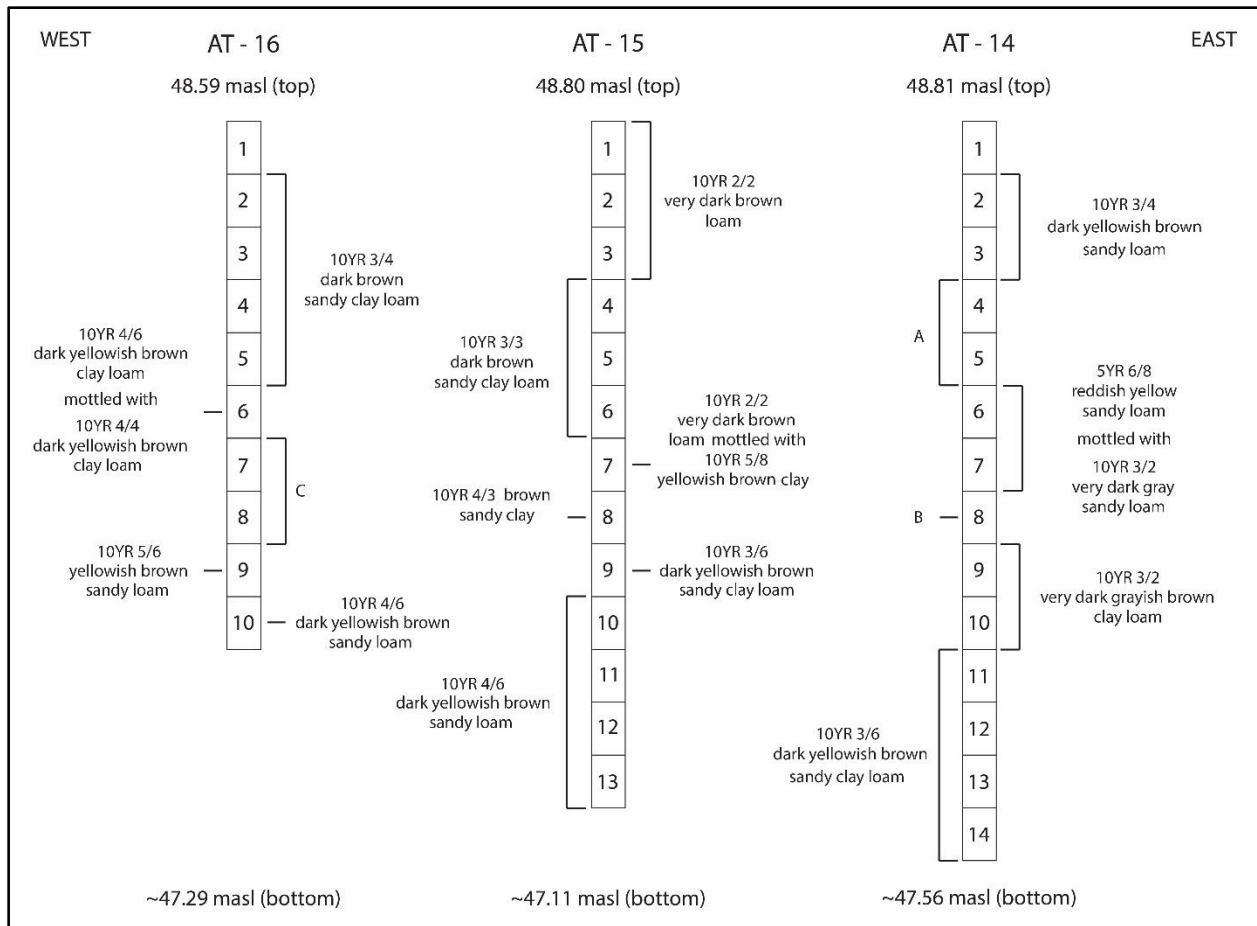 WEST
AT - 16
AT - 15
AT - 14
EAST
48.59 masl (top)
48.80 masl (top)
48.81 masl (top)
1
2
3
4
5
6
7
8
9
10
10YR 3/4
dark brown
sandy clay loam
10YR 4/6
dark yellowish brown
clay loam
mottled with
10YR 4/4
dark yellowish brown
clay loam
C
10YR 5/6
yellowish brown
sandy loam
10YR 4/6
dark yellowish brown
sandy loam
1
2
3
4
5
6
7
8
9
10
11
12
13
10YR 2/2
very dark brown
loam
10YR 3/3
dark brown
sandy clay loam
10YR 2/2
very dark brown
loam mottled with
10YR 5/8
yellowish brown clay
10YR 4/3 brown
sandy clay
10YR 3/6
dark yellowish brown
sandy clay loam
10YR 4/6
dark yellowish brown
sandy loam
1
2
3
4
5
6
7
8
9
10
11
12
13
14
10YR 3/4
dark yellowish brown
sandy loam
A
5YR 6/8
reddish yellow
sandy loam
mottled with
10YR 3/2
very dark gray
sandy loam
B
10YR 3/2
very dark grayish brown
clay loam
10YR 3/6
dark yellowish brown
sandy clay loam
~47.29 masl (bottom)
~47.11 masl (bottom)
~47.56 masl (bottom)